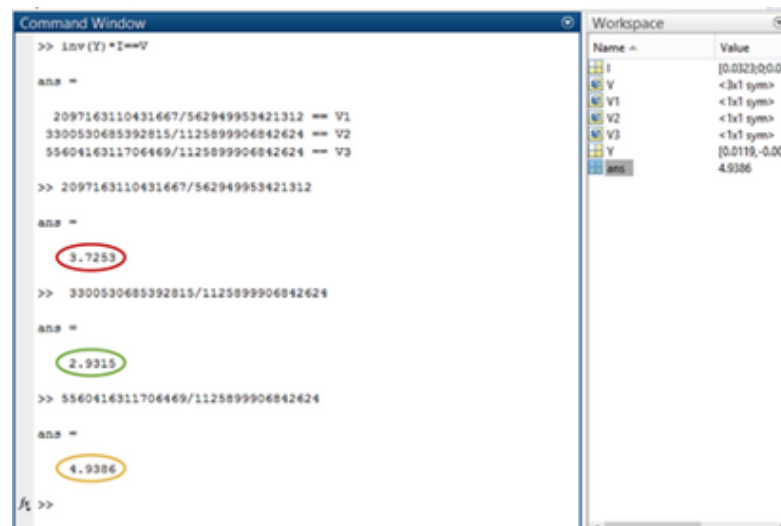 Command Window
>> inv(Y)*I==V
ans =
2097163110431667/562949953421312 == V1
3300530685392815/1125899906842624 == V2
5560416311706469/1125899906842624 == V3
>> 2097163110431667/562949953421312
ans =
3.7253
>> 3300530685392815/1125899906842624
ans =
2.9315
>> 5560416311706469/1125899906842624
ans =
4.9386
fx >>
Workspace
Name Value
I [0.0323;0;0.0
V <3x1 sym>
V1 <1x1 sym>
V2 <1x1 sym>
V3 <1x1 sym>
Y [0.0119,-0.00
ans 4.9386